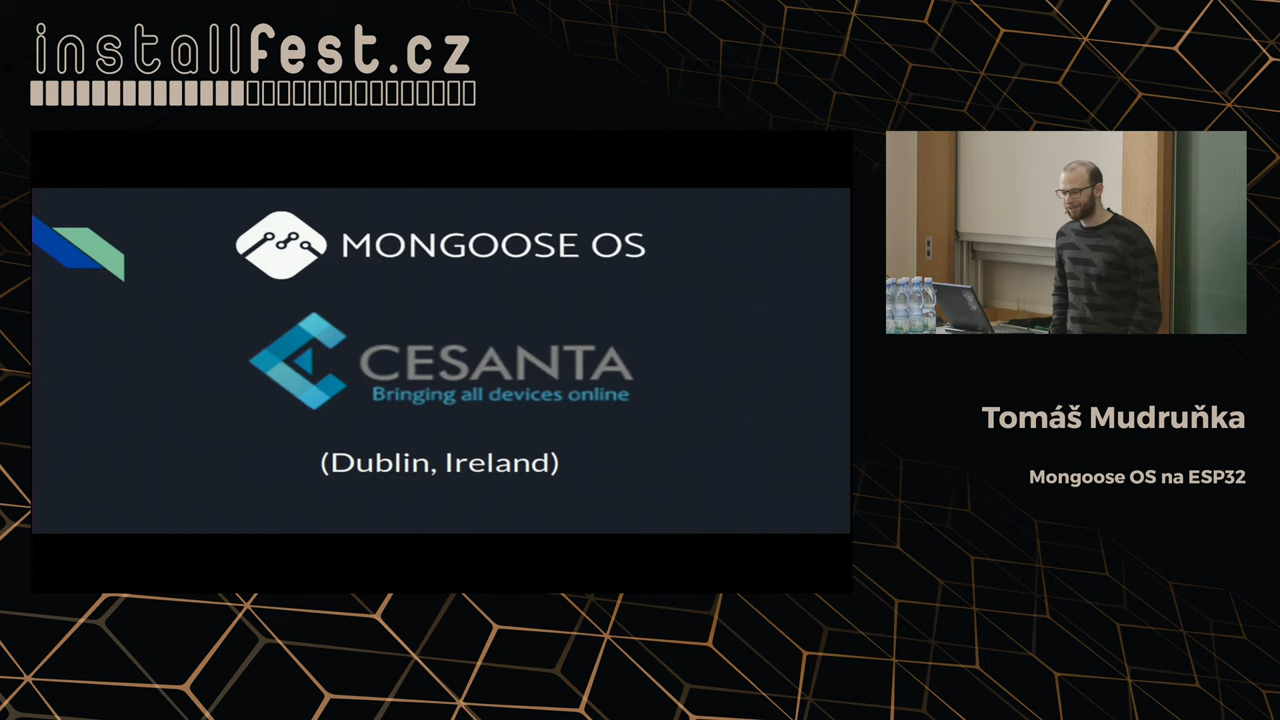 installfest.cz
MONGOOSE OS
CESANTA
Bringing all devices online
(Dublin, Ireland)
Tomáš Mudruňka
Mongoose OS na ESP32